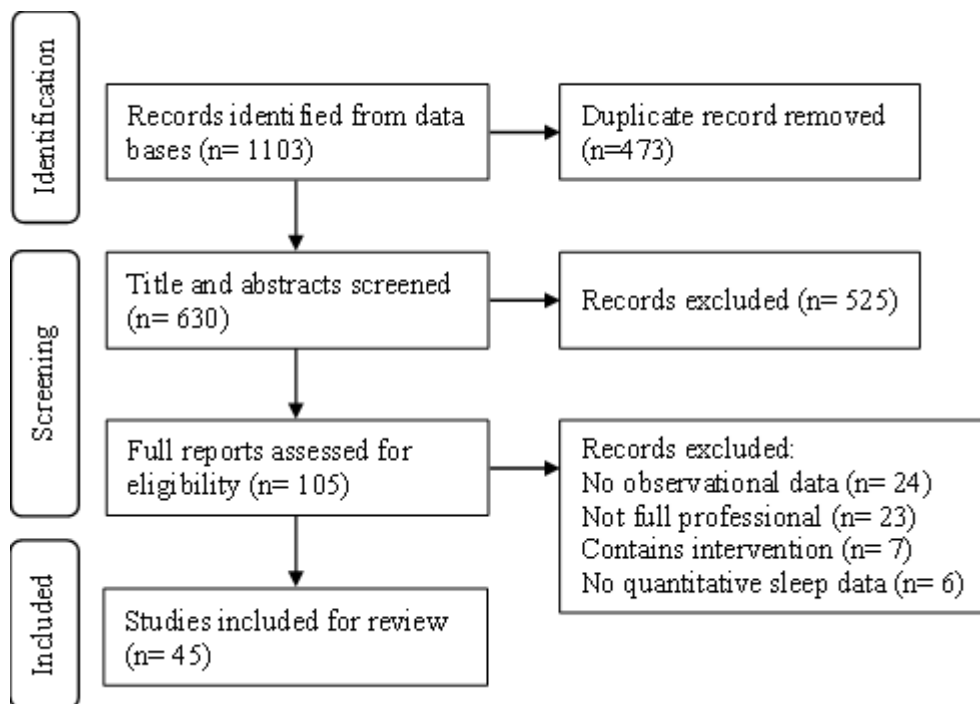 Identification
Records identified from data
bases (n= 1103)
Duplicate record removed
(n=473)
Screening
Title and abstracts screened
(n= 630)
Records excluded (n= 525)
Full reports assessed for
eligibility (n= 105)
Records excluded:
No observational data (n= 24)
Not full professional (n= 23)
Contains intervention (n= 7)
No quantitative sleep data (n= 6)
Included
Studies included for review
(n= 45)